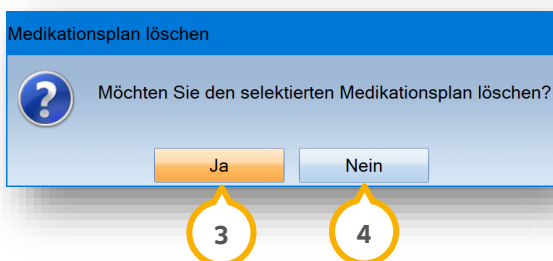 Medikationsplan löschen
?
Möchten Sie den selektierten Medikationsplan löschen?
Ja Nein
3 4